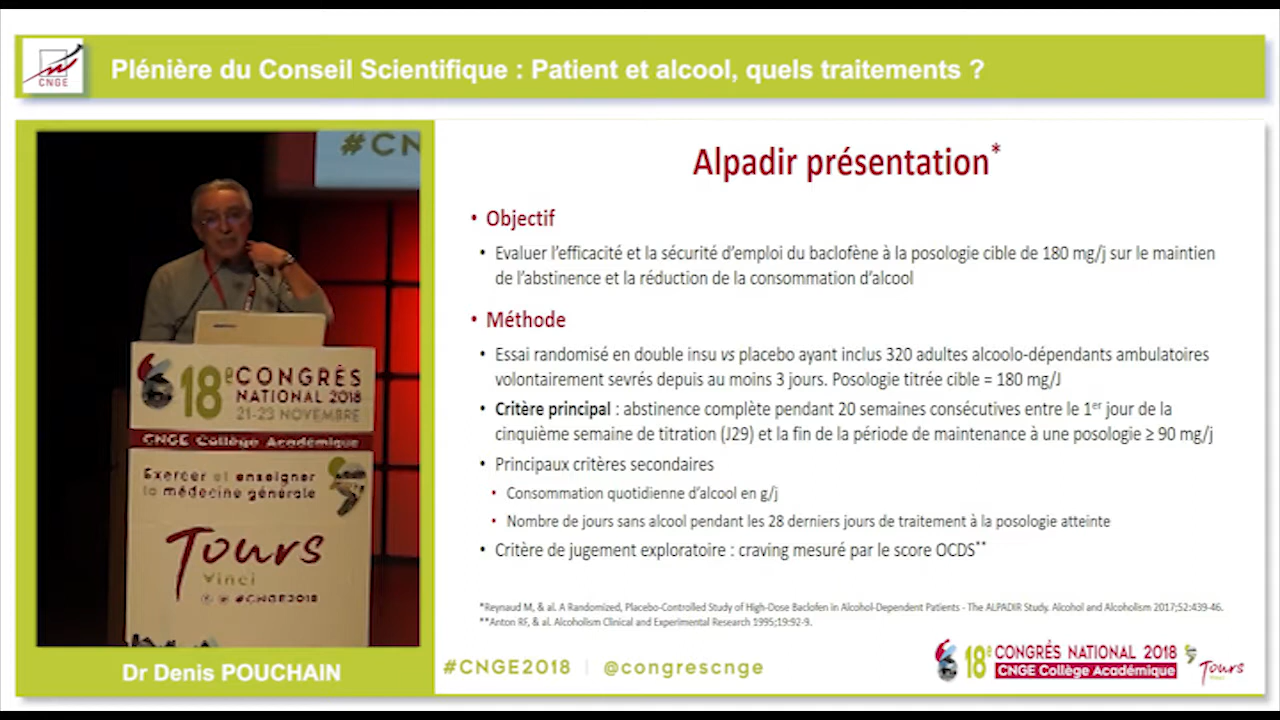 CNGE
Plénière du Conseil Scientifique : Patient et alcool, quels traitements ?
#CN
18e CONGRÈS
NATIONAL 2018
21-23 NOVEMBRE
CNGE Collège Académique
Exercer et enseigner
la médecine générale
Tours
Vinci
#CNGE2018
Dr Denis POUCHAIN
Alpadir présentation*
• Objectif
• Evaluer l’efficacité et la sécurité d’emploi du baclofène à la posologie cible de 180 mg/j sur le maintien
de l’abstinence et la réduction de la consommation d’alcool
• Méthode
• Essai randomisé en double insu vs placebo ayant inclus 320 adultes alcoolo-dépendants ambulatoires
volontairement sevrés depuis au moins 3 jours. Posologie titrée cible = 180 mg/J
• Critère principal : abstinence complète pendant 20 semaines consécutives entre le 1er jour de la
cinquième semaine de titration (J29) et la fin de la période de maintenance à une posologie ≥ 90 mg/j
• Principaux critères secondaires
• Consommation quotidienne d’alcool en g/j
• Nombre de jours sans alcool pendant les 28 derniers jours de traitement à la posologie atteinte
• Critère de jugement exploratoire : craving mesuré par le score OCDS**
*Reynaud M, & al. A Randomized, Placebo-Controlled Study of High-Dose Baclofen in Alcohol-Dependent Patients - The ALPADIR Study. Alcohol and Alcoholism 2017;52:439-46.
**Anton RF, & al. Alcoholism Clinical and Experimental Research 1995;19:92-9.
#CNGE2018 | @congrescnge
18e CONGRÈS NATIONAL 2018
CNGE Collège Académique
Tours
Vinci